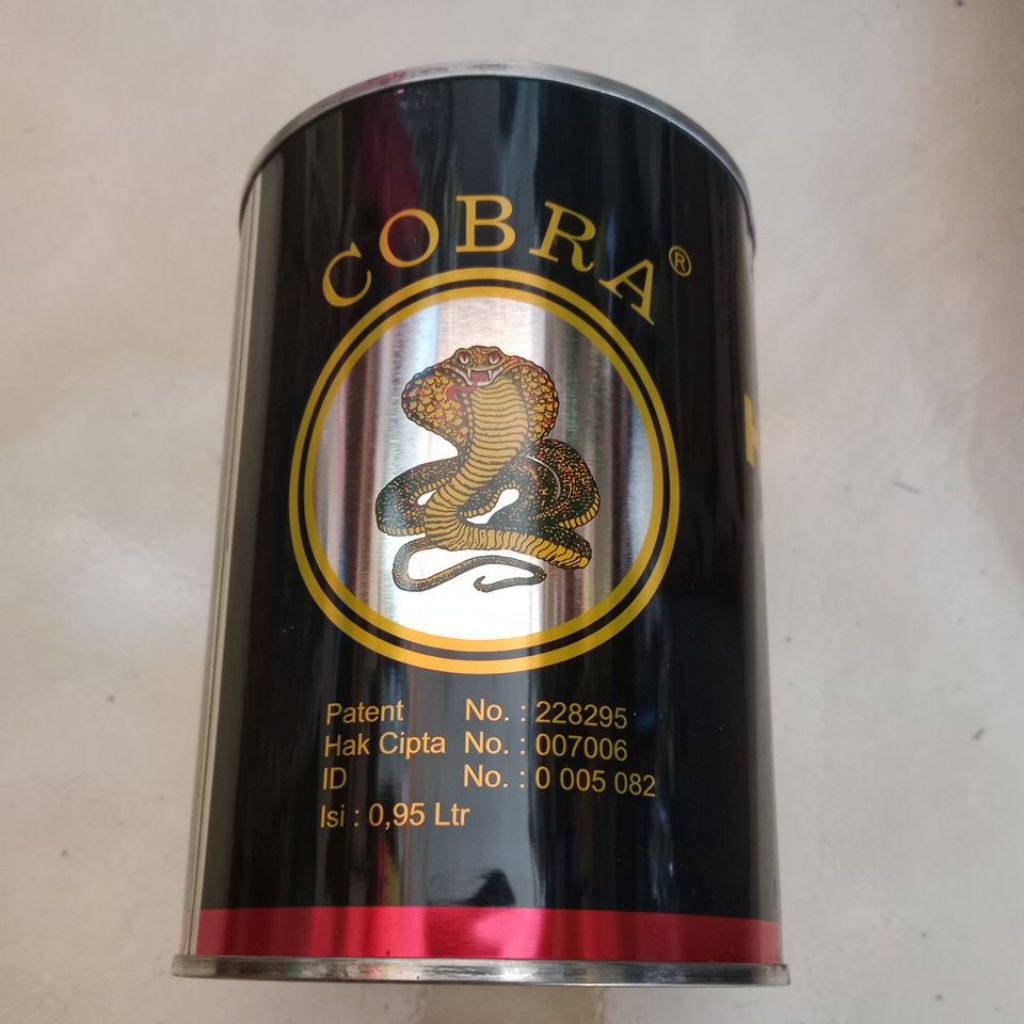 COBRA®
Patent No. : 228295
Hak Cipta No. : 007006
ID No. : 0 005 082
Isi : 0,95 Ltr